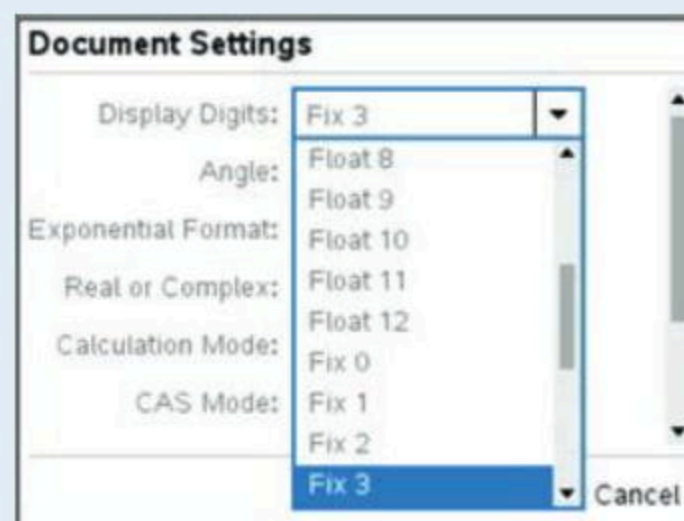 Document Settings
Display Digits: Fix 3
Angle: Float 8
Float 9
Exponential Format: Float 10
Real or Complex: Float 11
Float 12
Calculation Mode: Fix 0
CAS Mode: Fix 1
Fix 2
Fix 3
Cancel